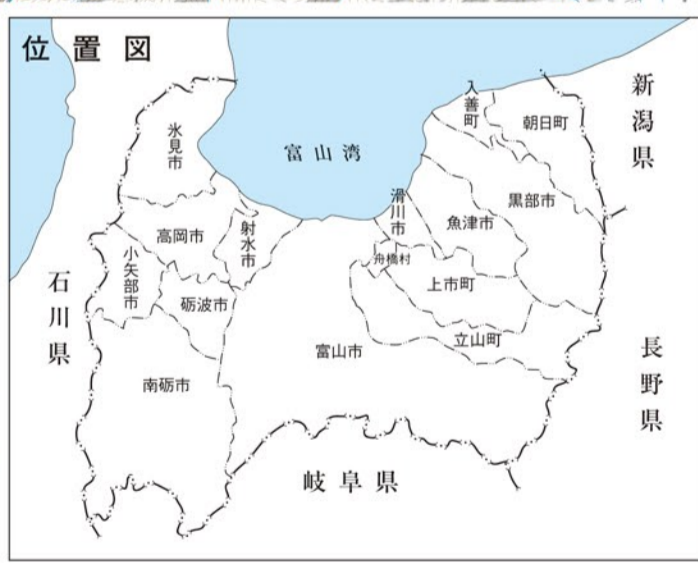 位置図
入善町
朝日町
新潟県
氷見市
富山湾
黒部市
滑川市
魚津市
高岡市
射水市
舟橋村
小矢部市
上市町
石川県
砺波市
立山町
富山市
長野県
南砺市
岐阜県